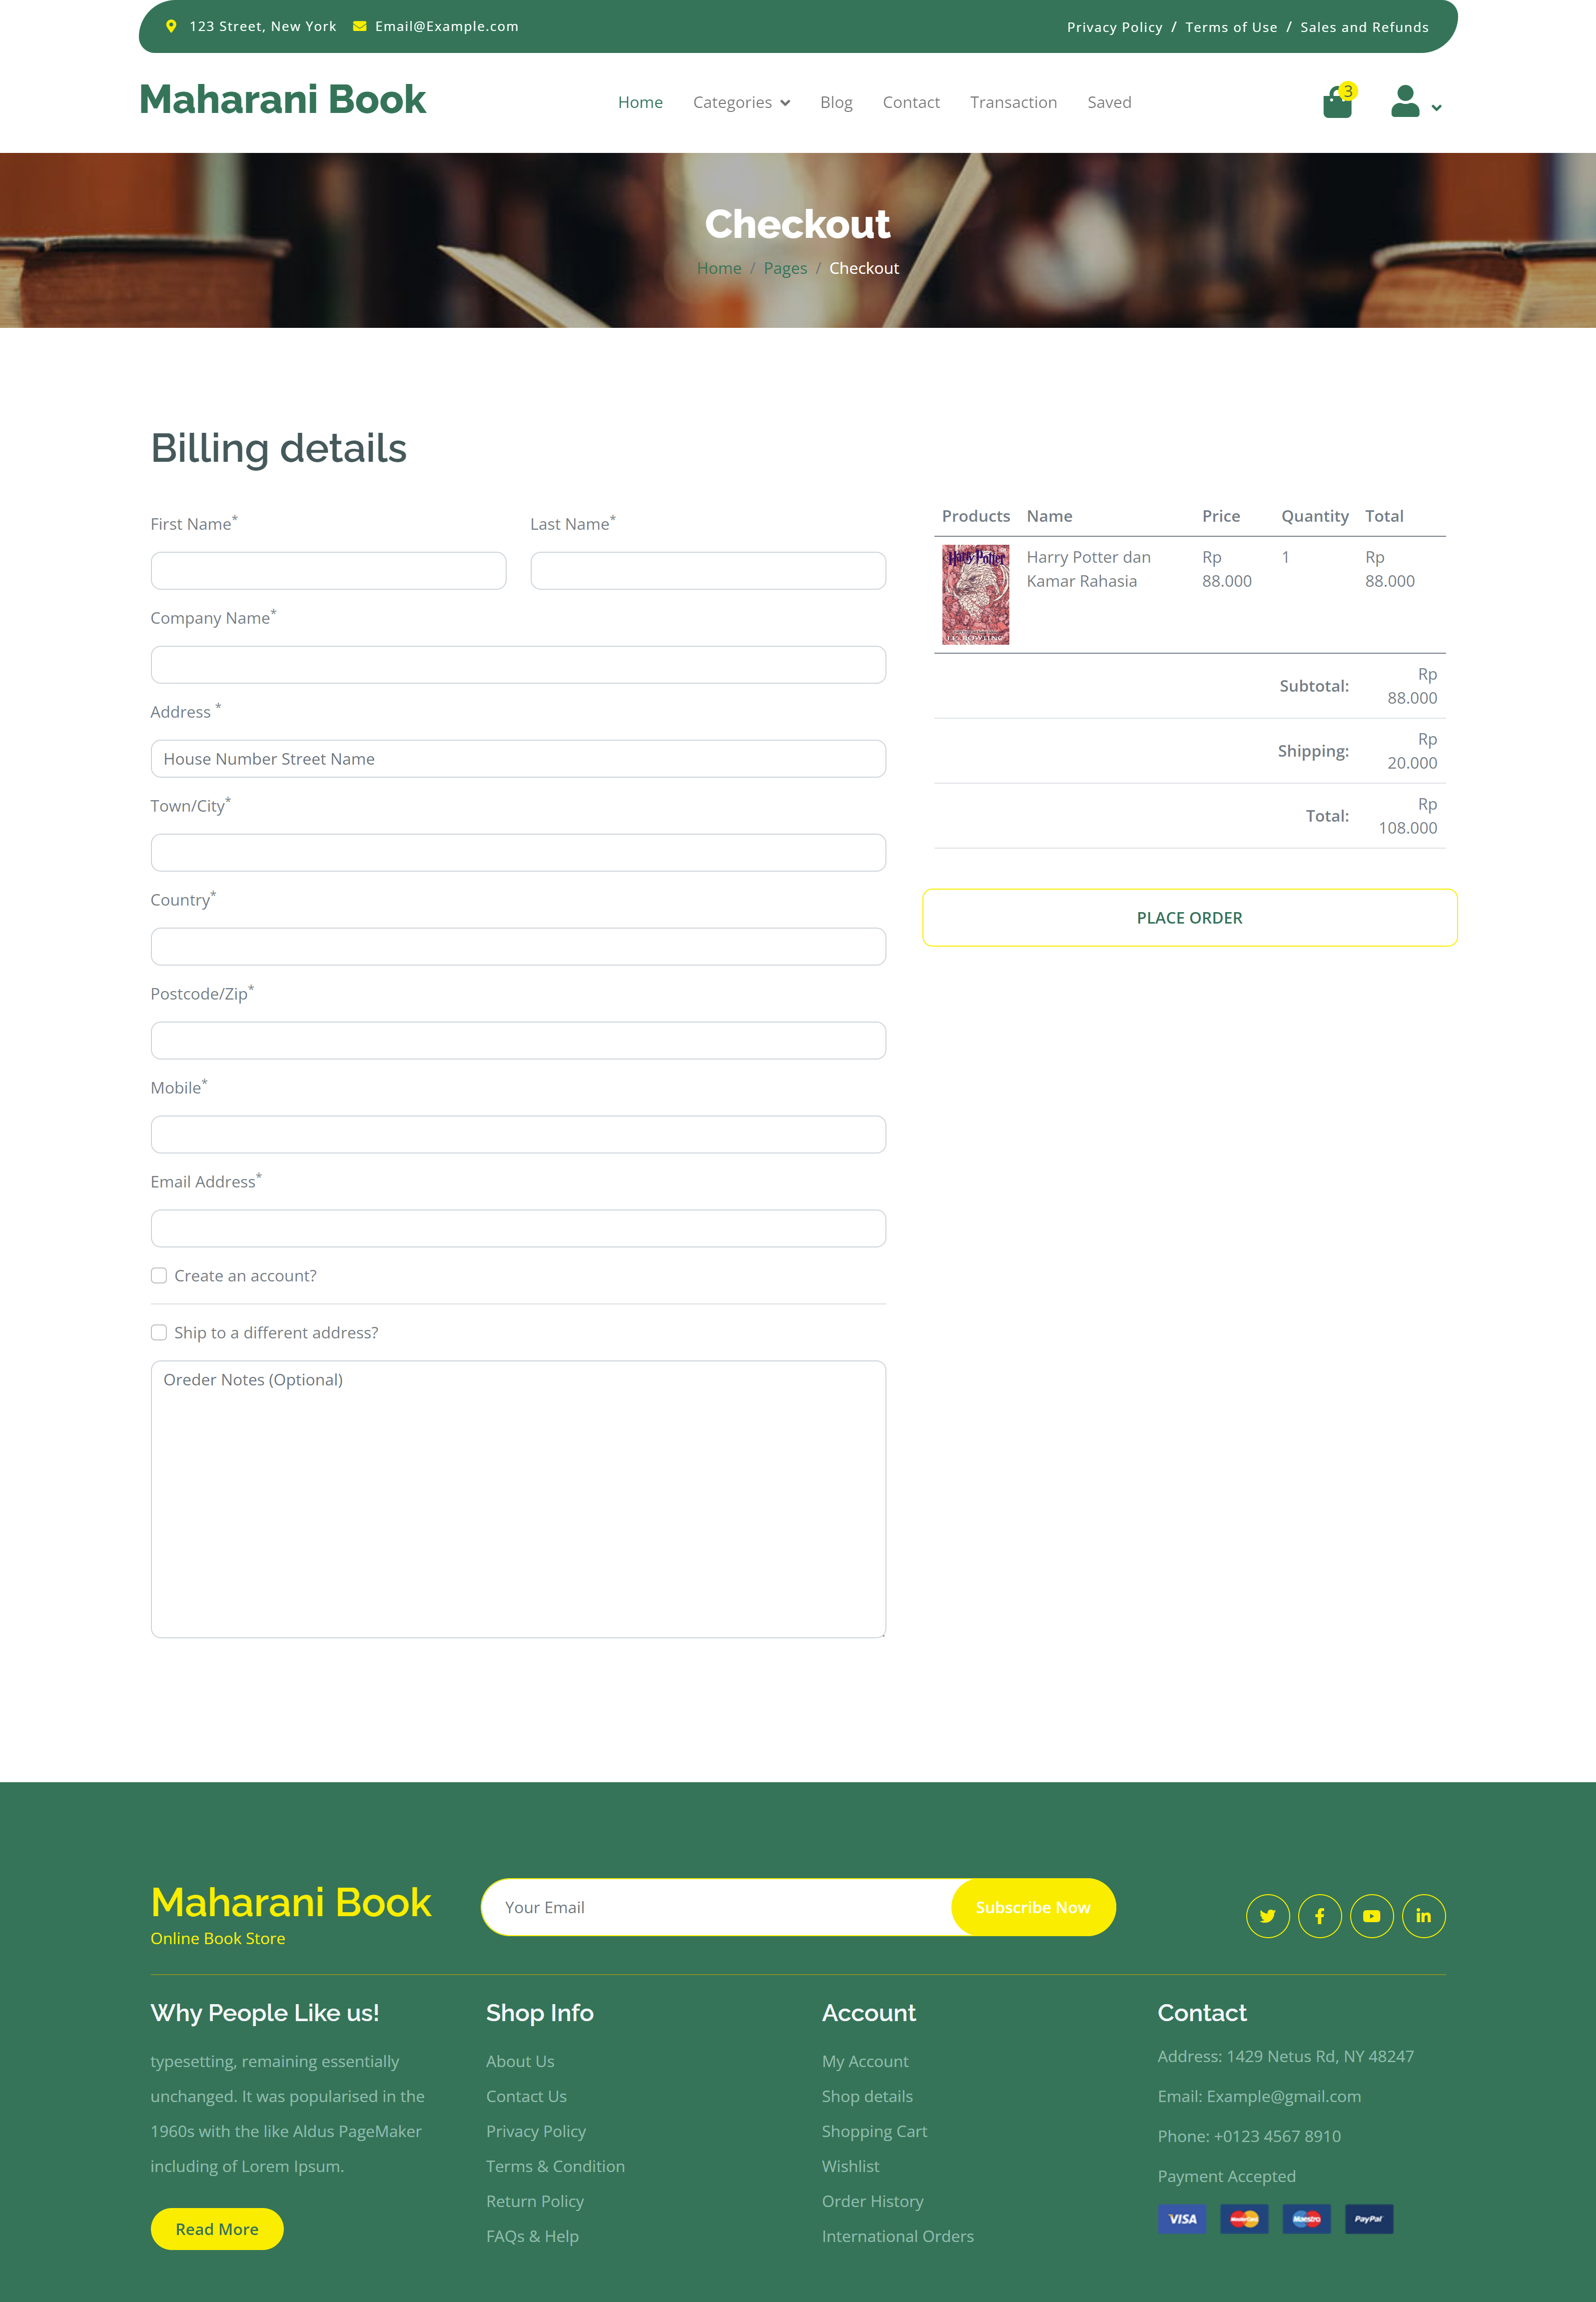 123 Street, New York Email@Example.com
Privacy Policy / Terms of Use / Sales and Refunds
Maharani Book
Home Categories Blog Contact Transaction Saved
3
Checkout
Home / Pages / Checkout
Billing details
First Name* Last Name*
Company Name*
Address *
House Number Street Name
Town/City*
Country*
Postcode/Zip*
Mobile*
Email Address*
Create an account?
Ship to a different address?
Oreder Notes (Optional)
Products Name Price Quantity Total
Harry Potter
J.K. ROWLING
Harry Potter dan
Kamar Rahasia
Rp
88.000
1
Rp
88.000
Subtotal:
Rp
88.000
Shipping:
Rp
20.000
Total:
Rp
108.000
PLACE ORDER
Maharani Book
Online Book Store
Your Email
Subscribe Now
Why People Like us!
typesetting, remaining essentially
unchanged. It was popularised in the
1960s with the like Aldus PageMaker
including of Lorem Ipsum.
Read More
Shop Info
About Us
Contact Us
Privacy Policy
Terms & Condition
Return Policy
FAQs & Help
Account
My Account
Shop details
Shopping Cart
Wishlist
Order History
International Orders
Contact
Address: 1429 Netus Rd, NY 48247
Email: Example@gmail.com
Phone: +0123 4567 8910
Payment Accepted
VISA MasterCard Maestro PayPal